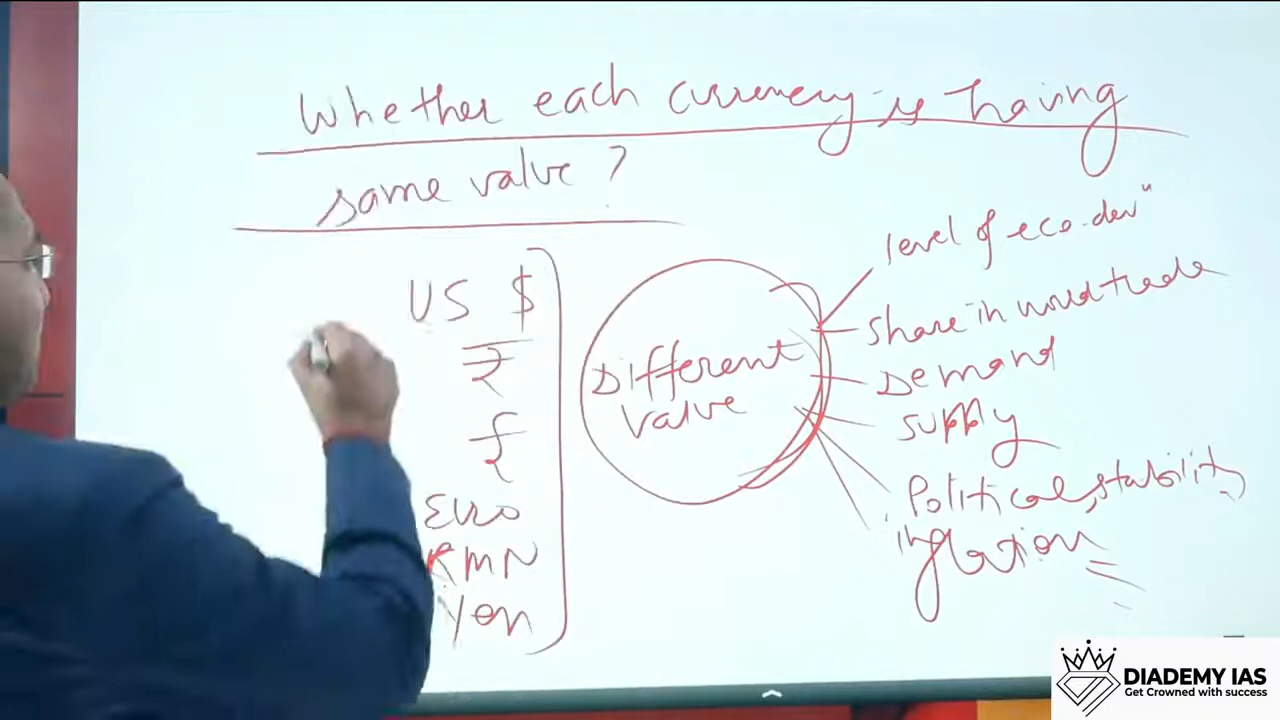 Whether each currency is having
same value?
US $
₹
£
Euro
RMN
Yen
Different
value
level of eco. devⁿ
Share in world trade
Demand
supply
Political stability
inflation
DIADEMY IAS
Get Crowned with success